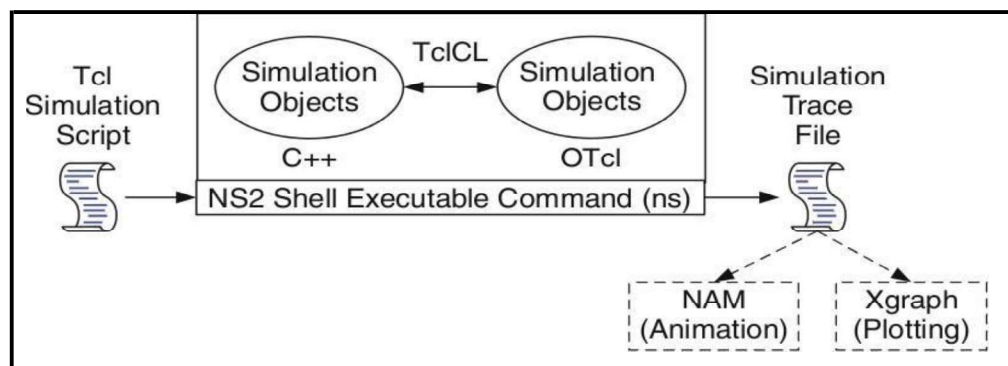 Tcl
Simulation
Script
TclCL
Simulation
Objects
Simulation
Objects
C++
OTcl
NS2 Shell Executable Command (ns)
Simulation
Trace
File
NAM
(Animation)
Xgraph
(Plotting)